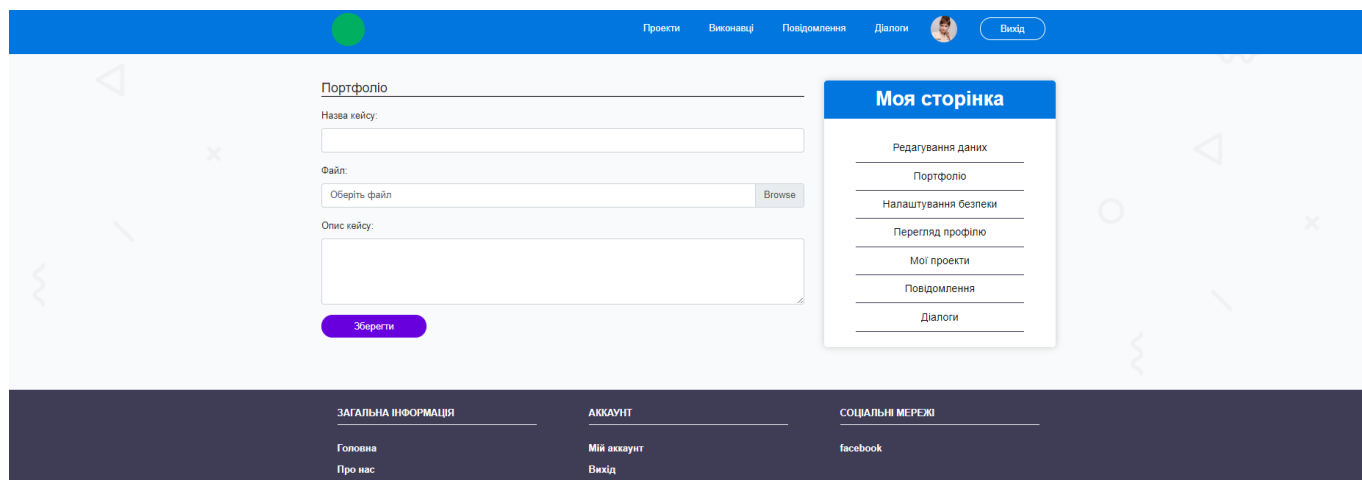 Проекти Виконавці Повідомлення Діалоги Вихід
Портфоліо
Назва кейсу:
Файл:
Оберіть файл Browse
Опис кейсу:
Зберегти
Моя сторінка
Редагування даних
Портфоліо
Налаштування безпеки
Перегляд профілю
Мої проекти
Повідомлення
Діалоги
ЗАГАЛЬНА ІНФОРМАЦІЯ АККАУНТ СОЦІАЛЬНІ МЕРЕЖІ
Головна Мій аккаунт facebook
Про нас Вихід